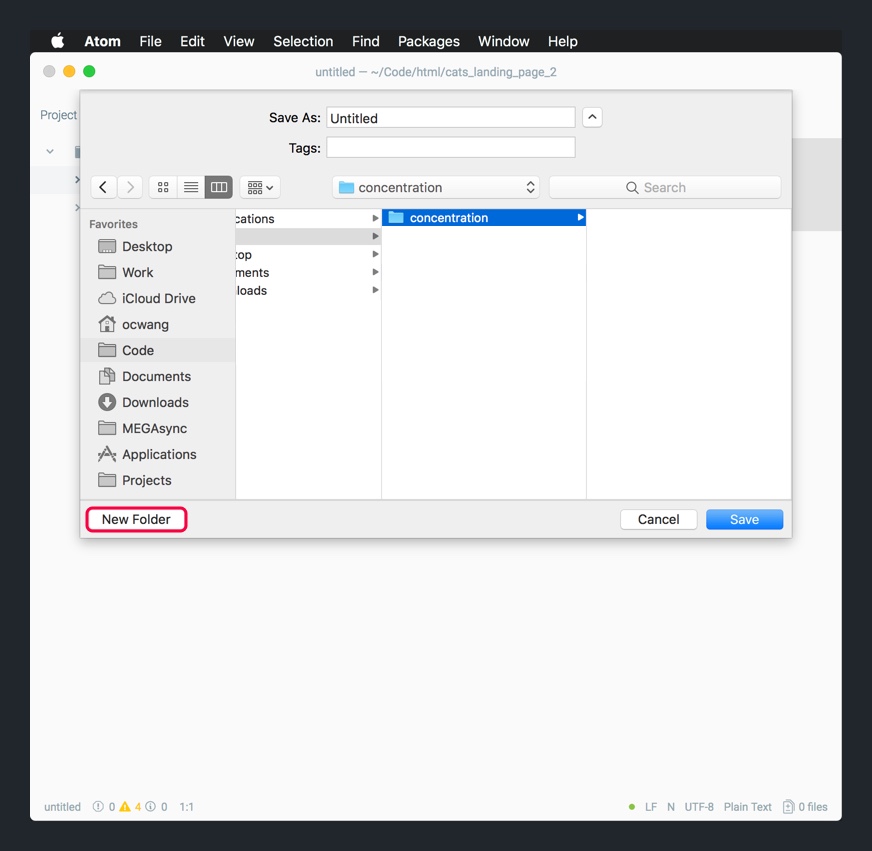 Atom File Edit View Selection Find Packages Window Help
untitled — ~/Code/html/cats_landing_page_2
Project
Save As: Untitled
Tags:
concentration
Search
Favorites
Desktop
Work
iCloud Drive
ocwang
Code
Documents
Downloads
MEGAsync
Applications
Projects
cations
top
ments
loads
concentration
New Folder
Cancel
Save
untitled 0 4 0 1:1
LF N UTF-8 Plain Text 0 files